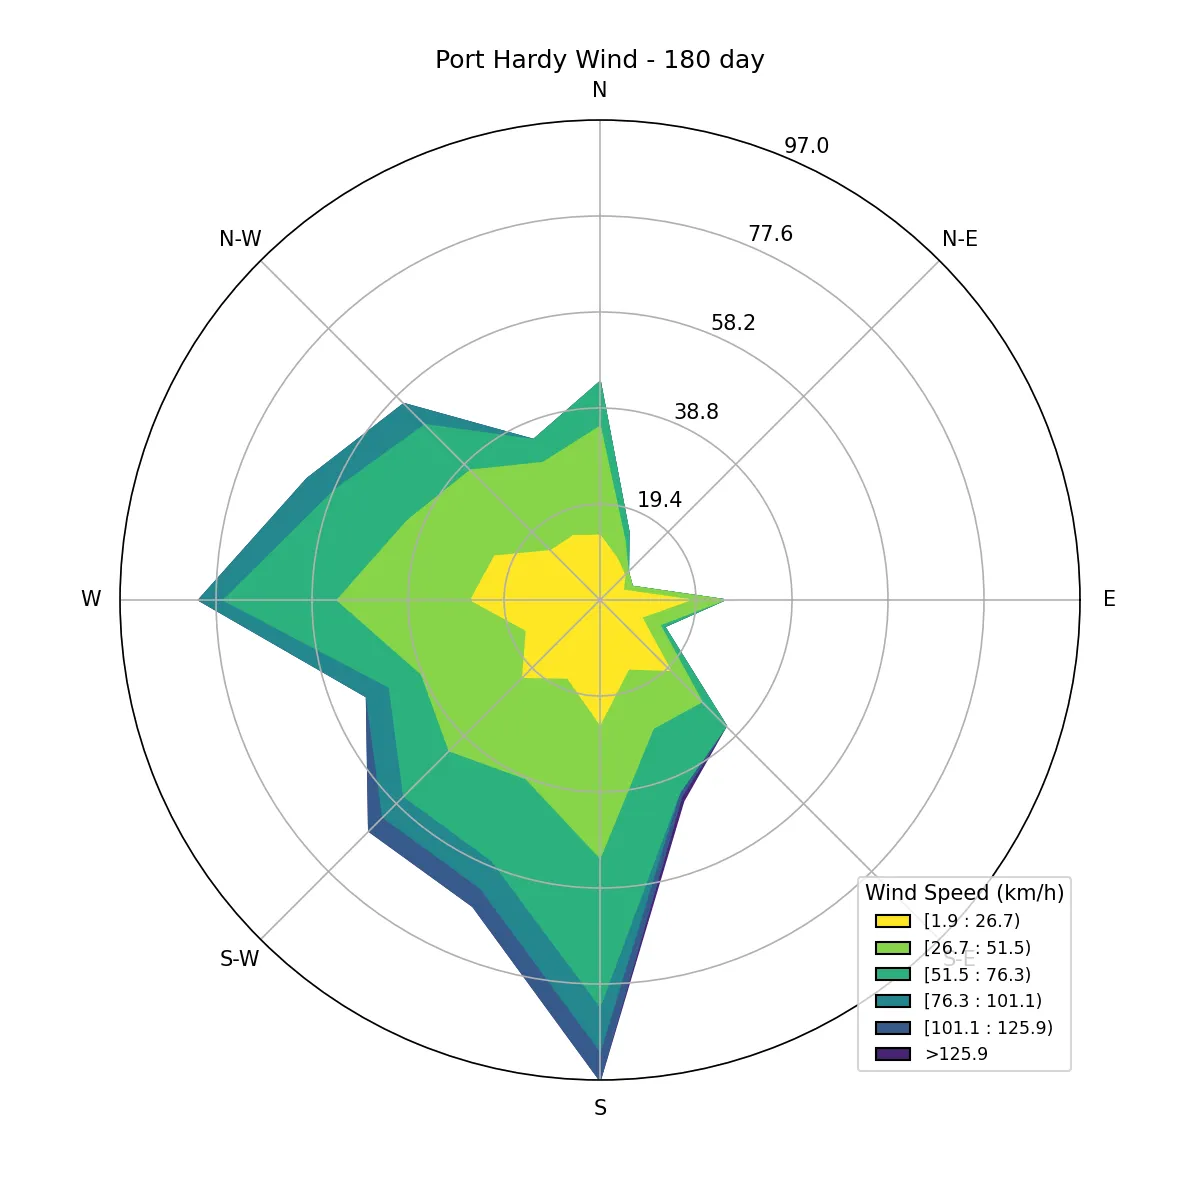 Port Hardy Wind - 180 day
N
97.0
77.6
N-W
N-E
58.2
38.8
19.4
W
E
Wind Speed (km/h)
[1.9 : 26.7)
[26.7 : 51.5)
S-W
S-E
[51.5 : 76.3)
[76.3 : 101.1)
[101.1 : 125.9)
>125.9
S